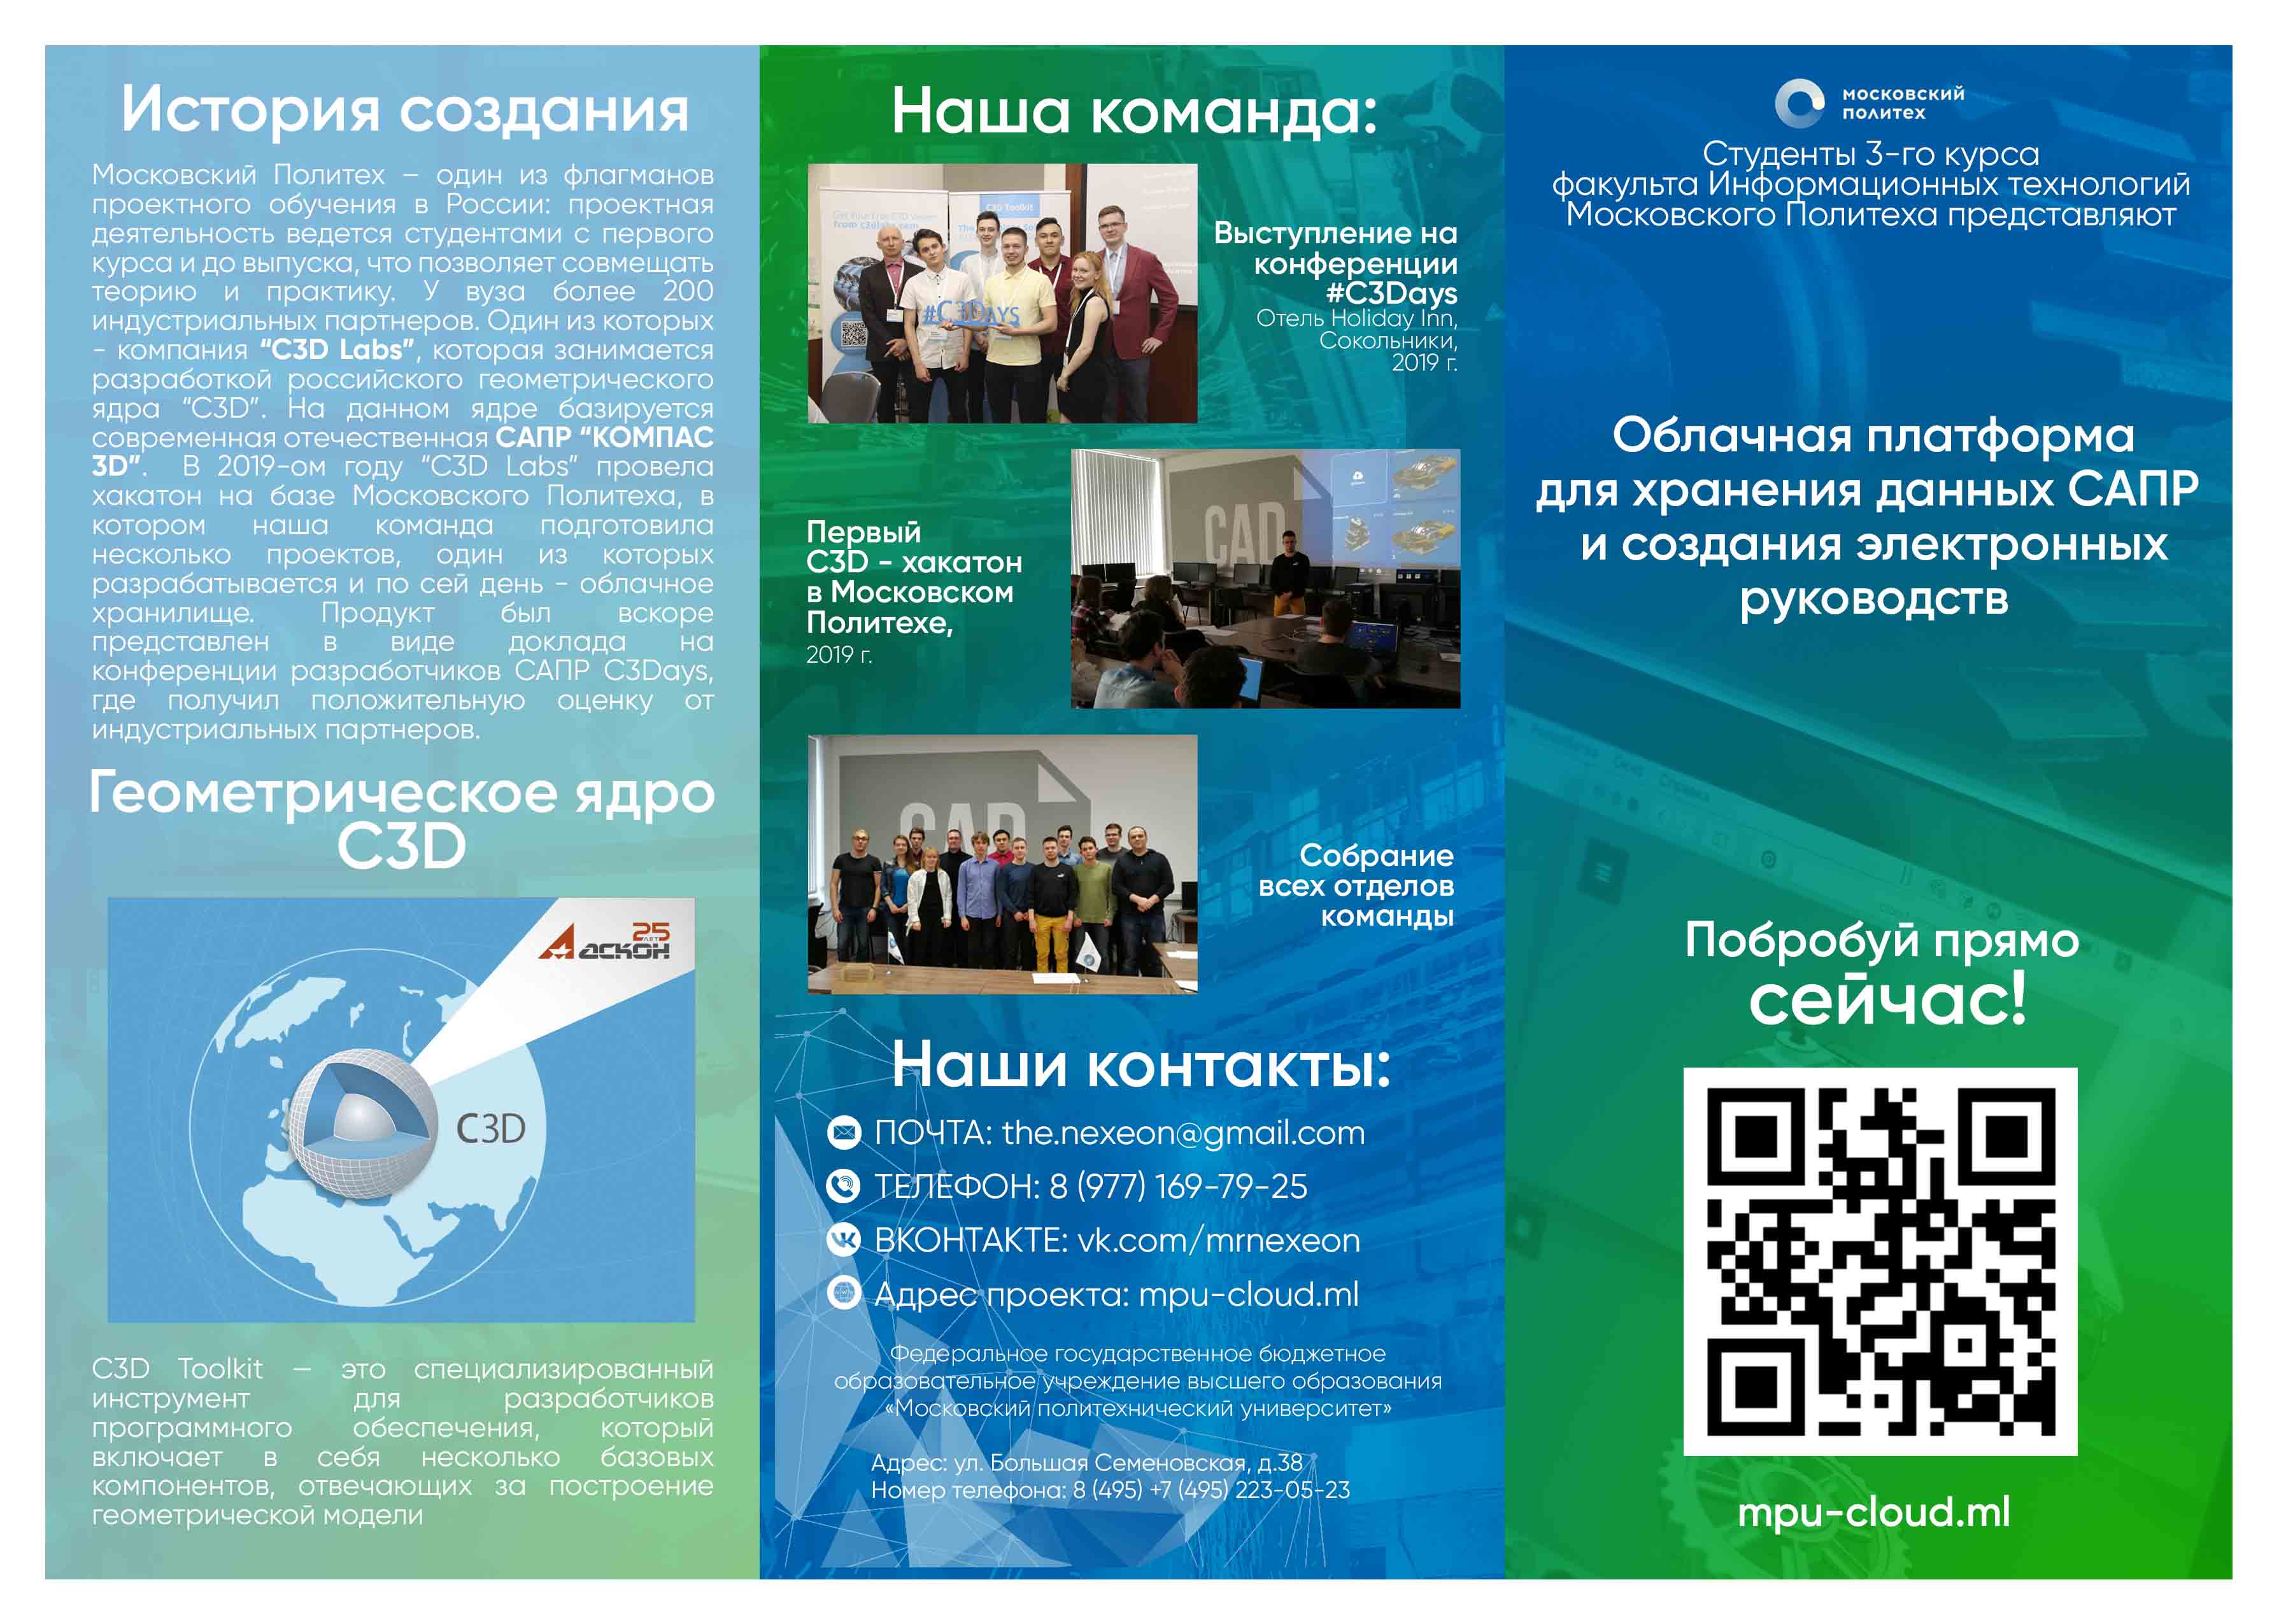 История создания
Московский Политех – один из флагманов
проектного обучения в России: проектная
деятельность ведется студентами с первого
курса и до выпуска, что позволяет совмещать
теорию и практику. У вуза более 200
индустриальных партнеров. Один из которых
- компания “C3D Labs”, которая занимается
разработкой российского геометрического
ядра “C3D”. На данном ядре базируется
современная отечественная САПР “КОМПАС
3D”. В 2019-ом году “C3D Labs” провела
хакатон на базе Московского Политеха, в
котором наша команда подготовила
несколько проектов, один из которых
разрабатывается и по сей день - облачное
хранилище. Продукт был вскоре
представлен в виде доклада на
конференции разработчиков САПР C3Days,
где получил положительную оценку от
индустриальных партнеров.
Геометрическое ядро
C3D
25
ЛЕТ
АСКОН
C3D
C3D Toolkit — это специализированный
инструмент для разработчиков
программного обеспечения, который
включает в себя несколько базовых
компонентов, отвечающих за построение
геометрической модели
Наша команда:
C3D Toolkit
from c3dlabs.com
#C3DAYS
Выступление на
конференции
#C3Days
Отель Holiday Inn,
Сокольники,
2019 г.
Первый
C3D - хакатон
в Московском
Политехе,
2019 г.
CAD
CAD
Собрание
всех отделов
команды
Наши контакты:
ПОЧТА: the.nexeon@gmail.com
ТЕЛЕФОН: 8 (977) 169-79-25
ВКОНТАКТЕ: vk.com/mrnexeon
Адрес проекта: mpu-cloud.ml
Федеральное государственное бюджетное
образовательное учреждение высшего образования
«Московский политехнический университет»
Адрес: ул. Большая Семеновская, д.38
Номер телефона: 8 (495) +7 (495) 223-05-23
МОСКОВСКИЙ
ПОЛИТЕХ
Студенты 3-го курса
факульта Информационных технологий
Московского Политеха представляют
Облачная платформа
для хранения данных САПР
и создания электронных
руководств
Побробуй прямо
сейчас!
mpu-cloud.ml